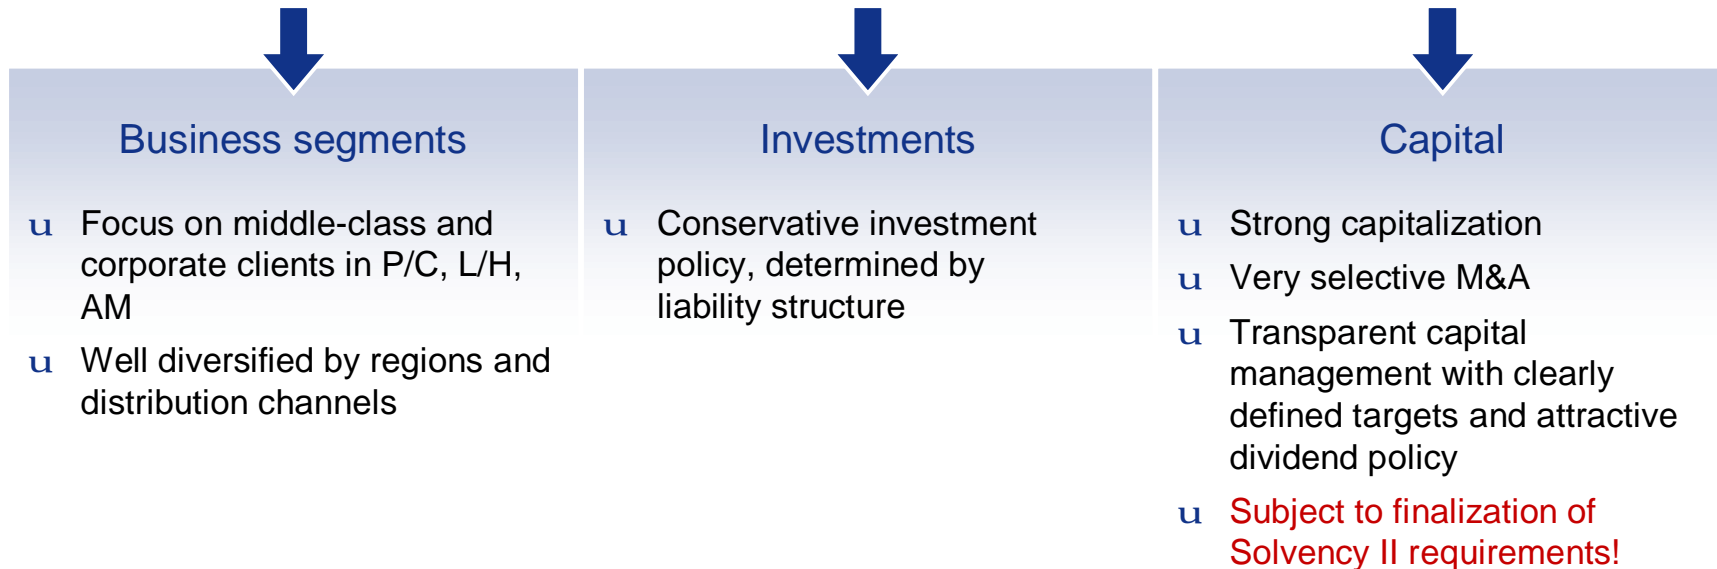 Business segments
u Focus on middle-class and
corporate clients in P/C, L/H,
AM
u Well diversified by regions and
distribution channels
Investments
u Conservative investment
policy, determined by
liability structure
Capital
u Strong capitalization
u Very selective M&A
u Transparent capital
management with clearly
defined targets and attractive
dividend policy
u Subject to finalization of
Solvency II requirements!